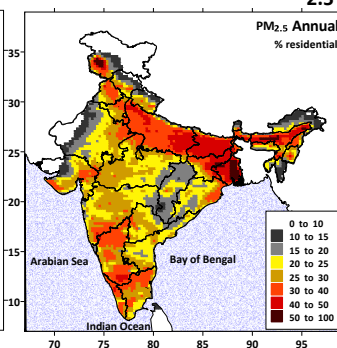 2.5
PM2.5 Annual
% residential
35
30
25
20
15
10
Arabian Sea
Bay of Bengal
Indian Ocean
0 to 10
10 to 15
15 to 20
20 to 25
25 to 30
30 to 40
40 to 50
50 to 100
70 75 80 85 90 95